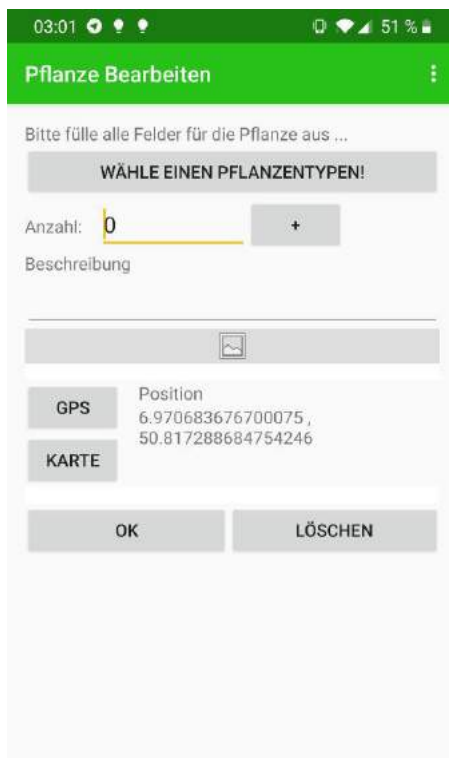 03:01 51 %
Pflanze Bearbeiten
Bitte fülle alle Felder für die Pflanze aus ...
WÄHLE EINEN PFLANZENTYPEN!
Anzahl: 0 +
Beschreibung
GPS
Position
6.970683676700075 ,
50.817288684754246
KARTE
OK LÖSCHEN